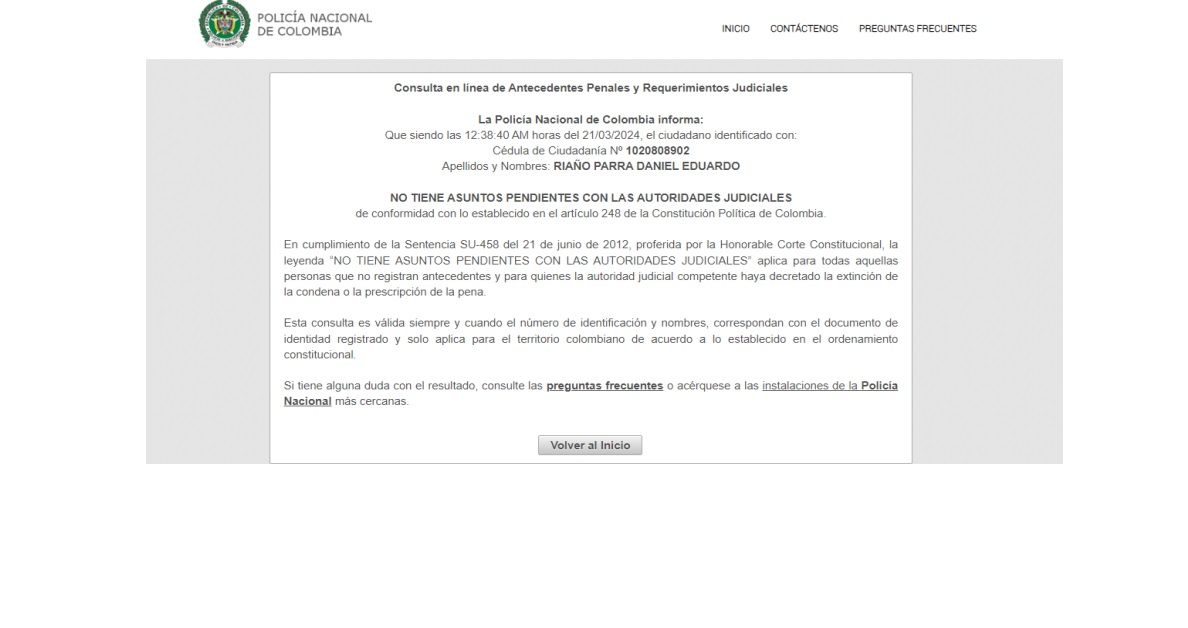 POLICÍA NACIONAL
DE COLOMBIA
INICIO CONTÁCTENOS PREGUNTAS FRECUENTES
Consulta en línea de Antecedentes Penales y Requerimientos Judiciales
La Policía Nacional de Colombia informa:
Que siendo las 12:38:40 AM horas del 21/03/2024, el ciudadano identificado con:
Cédula de Ciudadanía Nº 1020808902
Apellidos y Nombres: RIAÑO PARRA DANIEL EDUARDO
NO TIENE ASUNTOS PENDIENTES CON LAS AUTORIDADES JUDICIALES
de conformidad con lo establecido en el artículo 248 de la Constitución Política de Colombia.
En cumplimiento de la Sentencia SU-458 del 21 de junio de 2012, proferida por la Honorable Corte Constitucional, la
leyenda “NO TIENE ASUNTOS PENDIENTES CON LAS AUTORIDADES JUDICIALES” aplica para todas aquellas
personas que no registran antecedentes y para quienes la autoridad judicial competente haya decretado la extinción de
la condena o la prescripción de la pena.
Esta consulta es válida siempre y cuando el número de identificación y nombres, correspondan con el documento de
identidad registrado y solo aplica para el territorio colombiano de acuerdo a lo establecido en el ordenamiento
constitucional.
Si tiene alguna duda con el resultado, consulte las preguntas frecuentes o acérquese a las instalaciones de la Policía
Nacional más cercanas.
Volver al Inicio